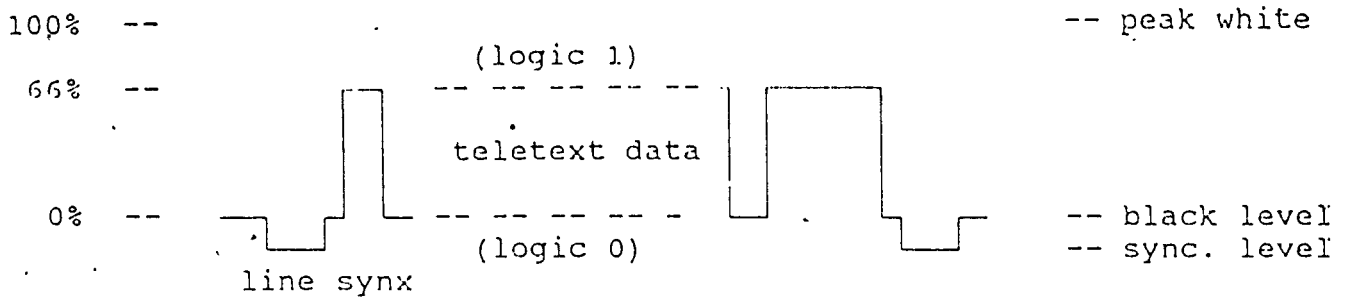 100% -- -- peak white
(logic 1)
66% -- -- -- -- -- --
teletext data
0% -- -- -- -- -- - -- black level
(logic 0) -- sync. level
line synx